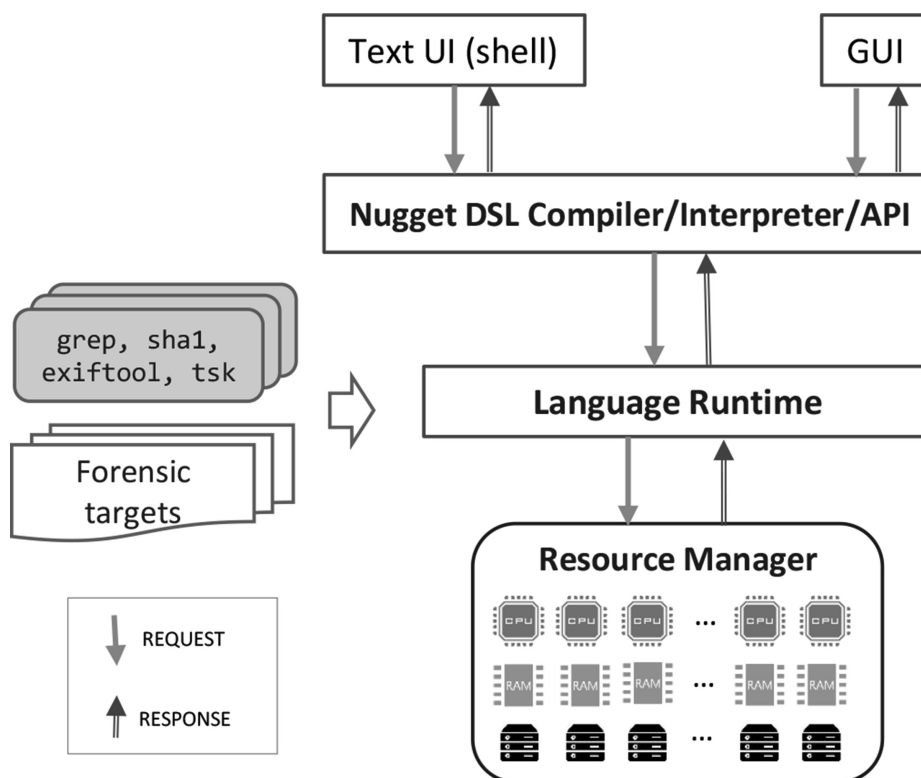 Text UI (shell)
GUI
Nugget DSL Compiler/Interpreter/API
grep, sha1,
exiftool, tsk
Language Runtime
Forensic
targets
Resource Manager
CPU CPU CPU ... CPU CPU
RAM RAM RAM ... RAM RAM
...
REQUEST
RESPONSE